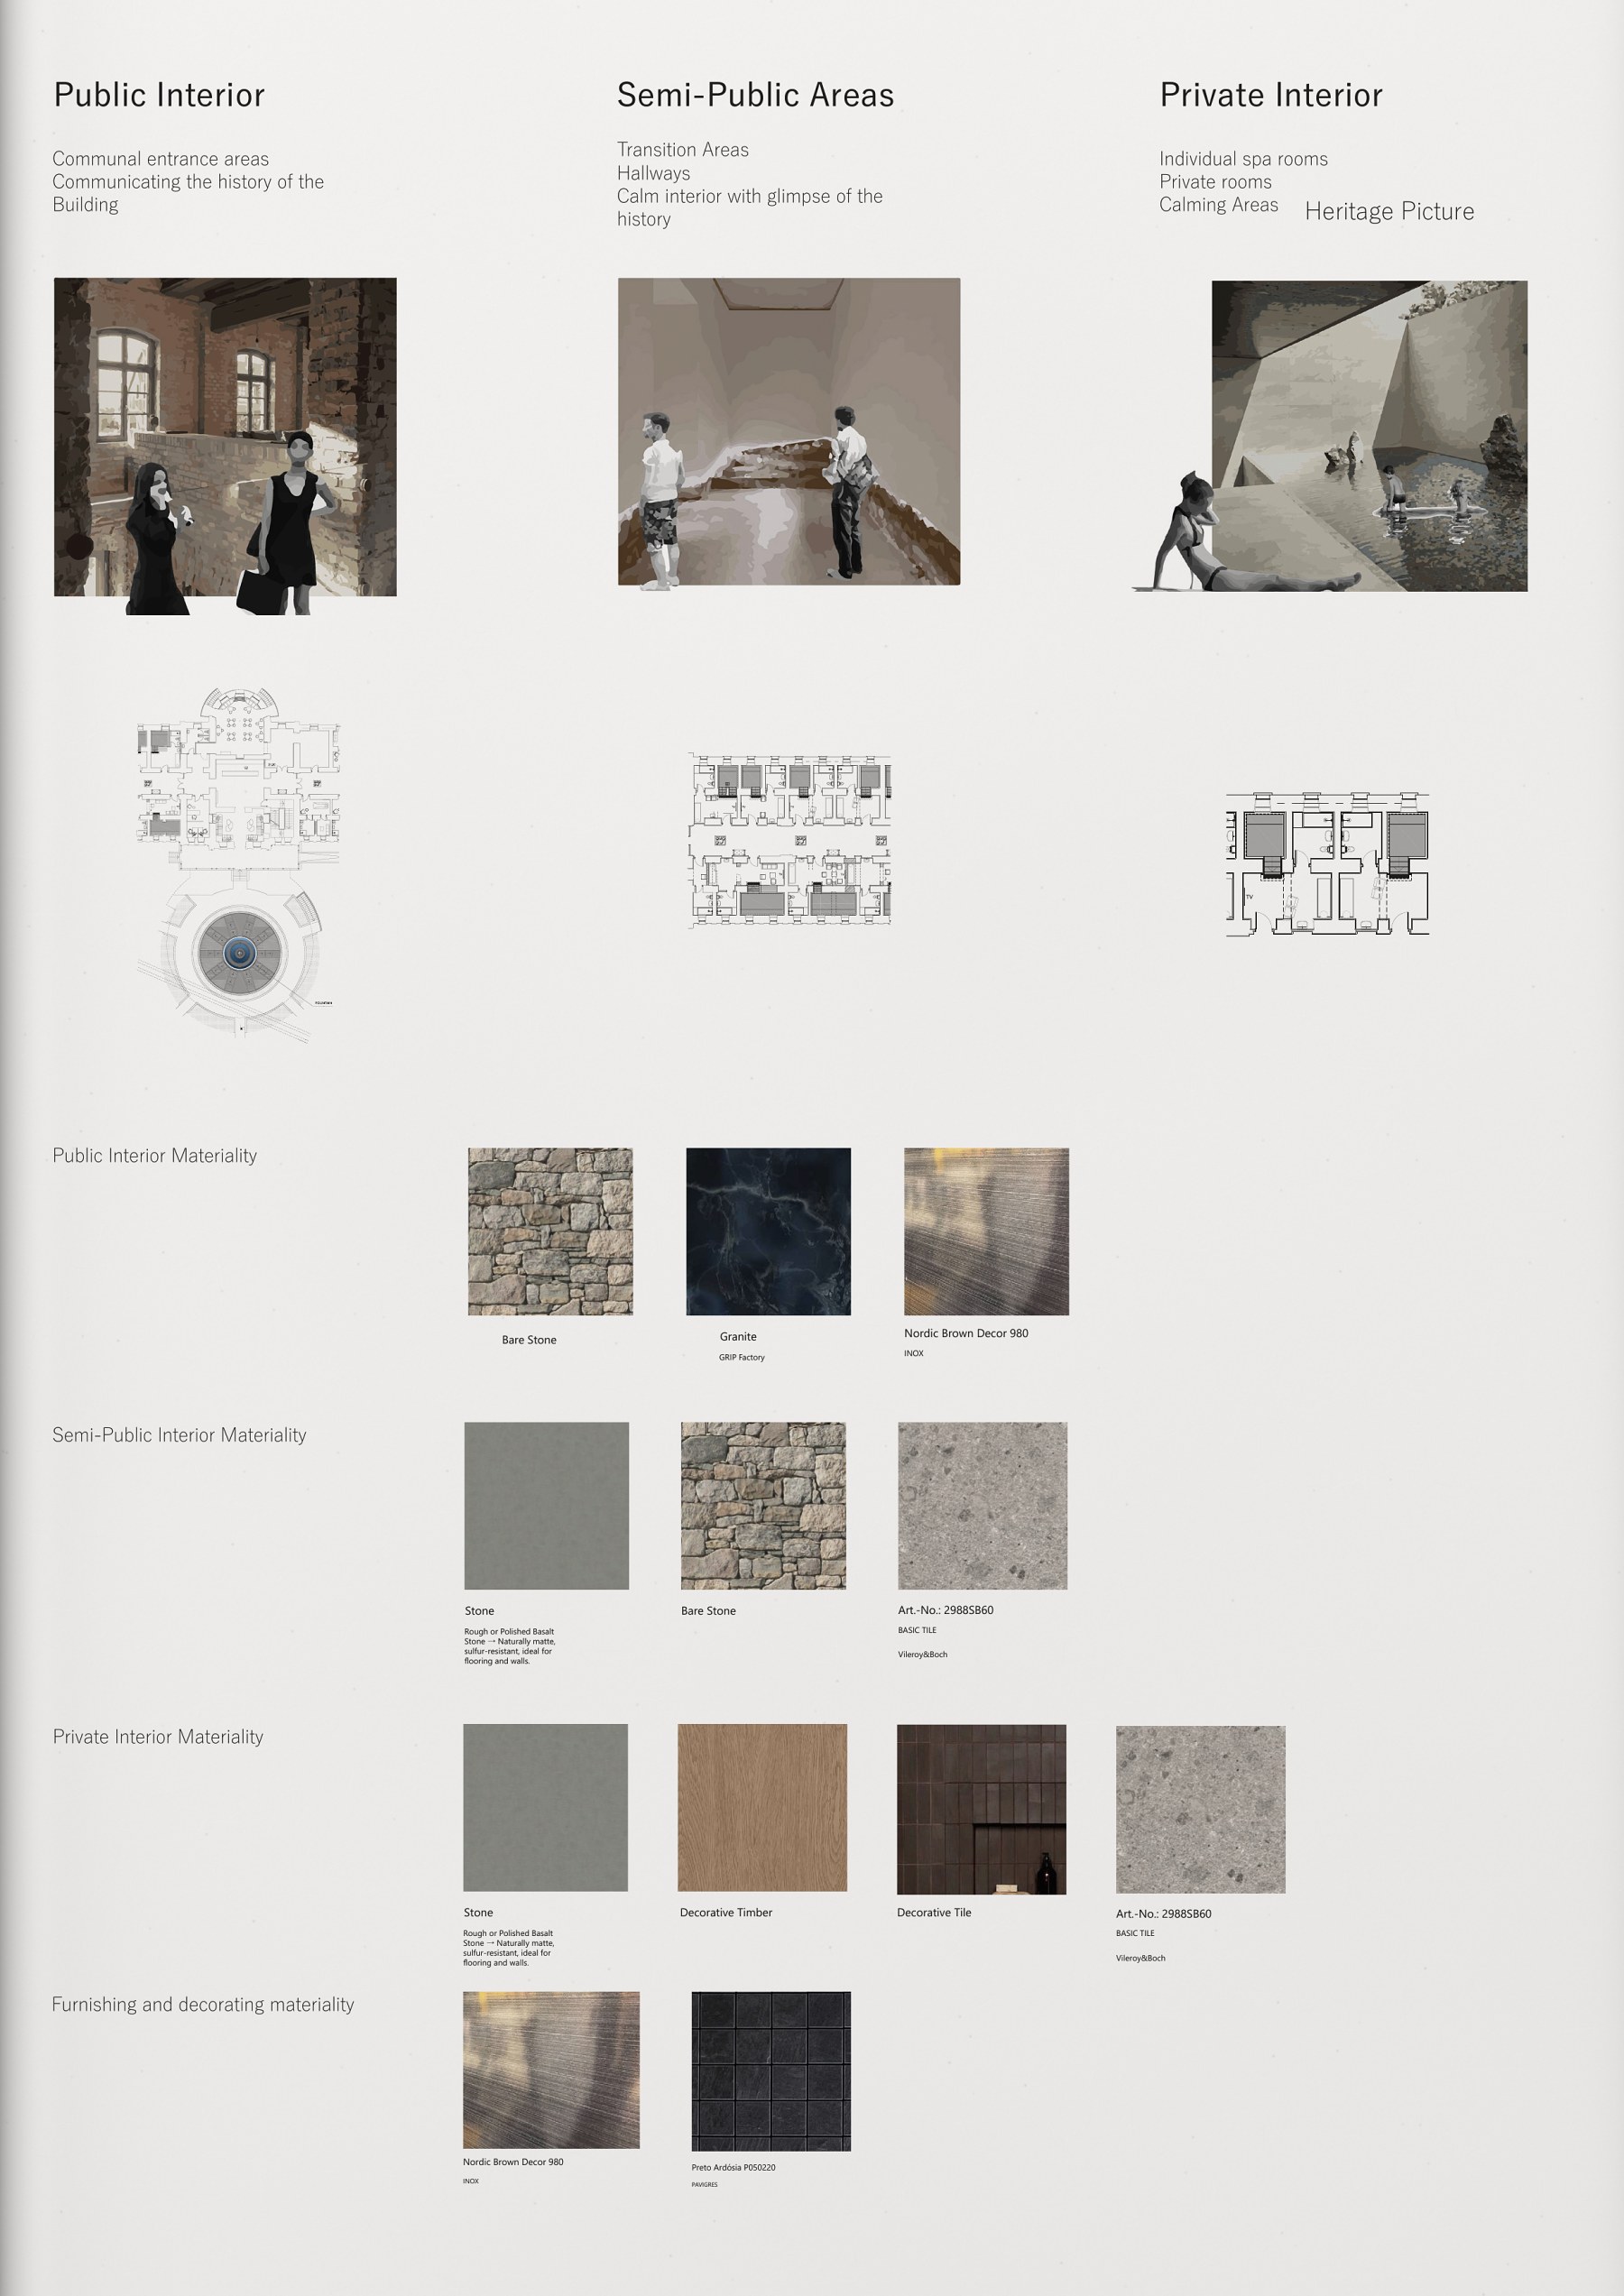 Public Interior
Communal entrance areas
Communicating the history of the
Building
Semi-Public Areas
Transition Areas
Hallways
Calm interior with glimpse of the
history
Private Interior
Individual spa rooms
Private rooms
Calming Areas
Heritage Picture
TV
Public Interior Materiality
Bare Stone
Granite
GRIP Factory
Nordic Brown Decor 980
INOX
Semi-Public Interior Materiality
Stone
Rough or Polished Basalt
Stone → Naturally matte,
sulfur-resistant, ideal for
flooring and walls.
Bare Stone
Art.-No.: 2988SB60
BASIC TILE
Vileroy&Boch
Private Interior Materiality
Stone
Rough or Polished Basalt
Stone → Naturally matte,
sulfur-resistant, ideal for
flooring and walls.
Decorative Timber
Decorative Tile
Art.-No.: 2988SB60
BASIC TILE
Vileroy&Boch
Furnishing and decorating materiality
Nordic Brown Decor 980
INOX
Preto Ardósia P050220
PAVIGRES